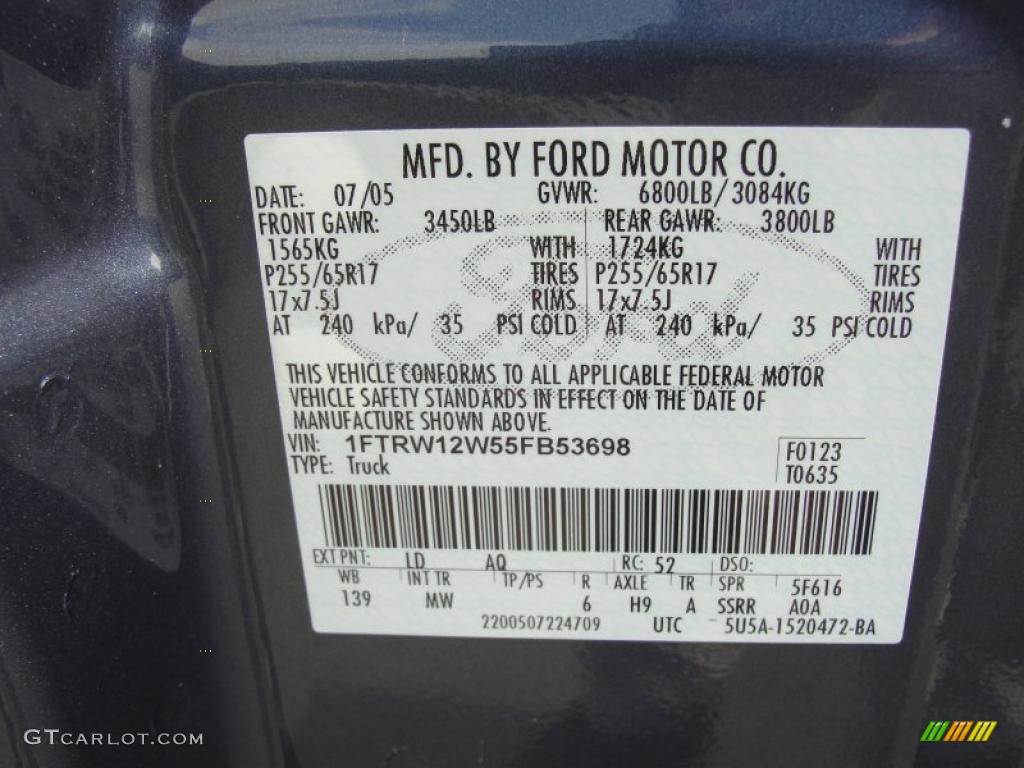 MFD. BY FORD MOTOR CO.
DATE: 07/05 GVWR: 6800LB/3084KG
FRONT GAWR: 3450LB REAR GAWR: 3800LB
1565KG WITH 1724KG WITH
P255/65R17 TIRES P255/65R17 TIRES
17x7.5J RIMS 17x7.5J RIMS
AT 240 kPa/ 35 PSI COLD AT 240 kPa/ 35 PSI COLD
Ford
THIS VEHICLE CONFORMS TO ALL APPLICABLE FEDERAL MOTOR
VEHICLE SAFETY STANDARDS IN EFFECT ON THE DATE OF
MANUFACTURE SHOWN ABOVE.
VIN: 1FTRW12W55FB53698 F0123
TYPE: Truck T0635
EXT PNT: LD AQ RC: 52 DSO:
WB INT TR TP/PS R AXLE TR SPR 5F616
139 MW 6 H9 A SSRR A0A
2200507224709 UTC 5U5A-1520472-BA
GTCARLOT.COM